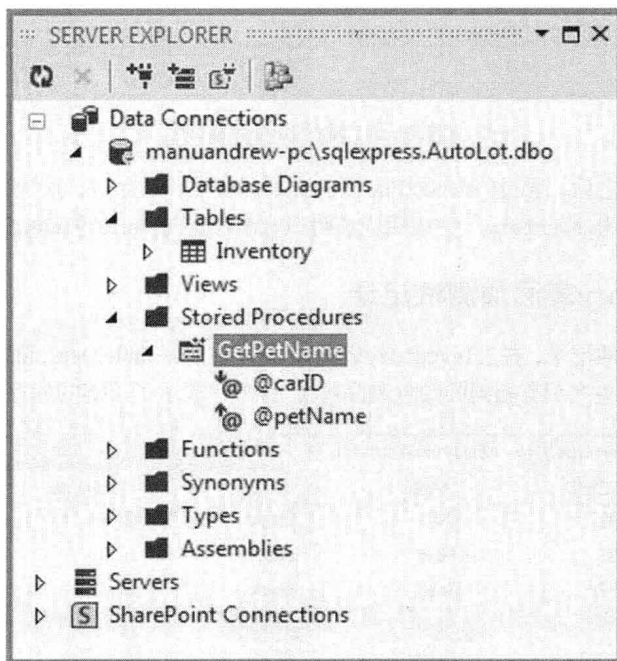 SERVER EXPLORER
Data Connections
manuandrew-pc\sqlexpress.AutoLot.dbo
Database Diagrams
Tables
Inventory
Views
Stored Procedures
GetPetName
@carID
@petName
Functions
Synonyms
Types
Assemblies
Servers
SharePoint Connections